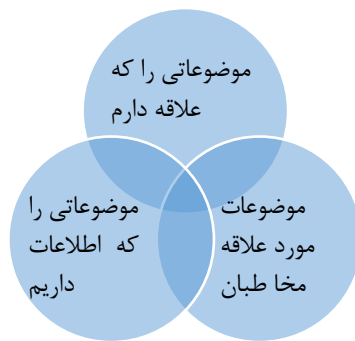 موضوعاتی را که
علاقه دارم
موضوعات
مورد علاقه
مخا طبان
موضوعاتی را
که اطلاعات
داریم